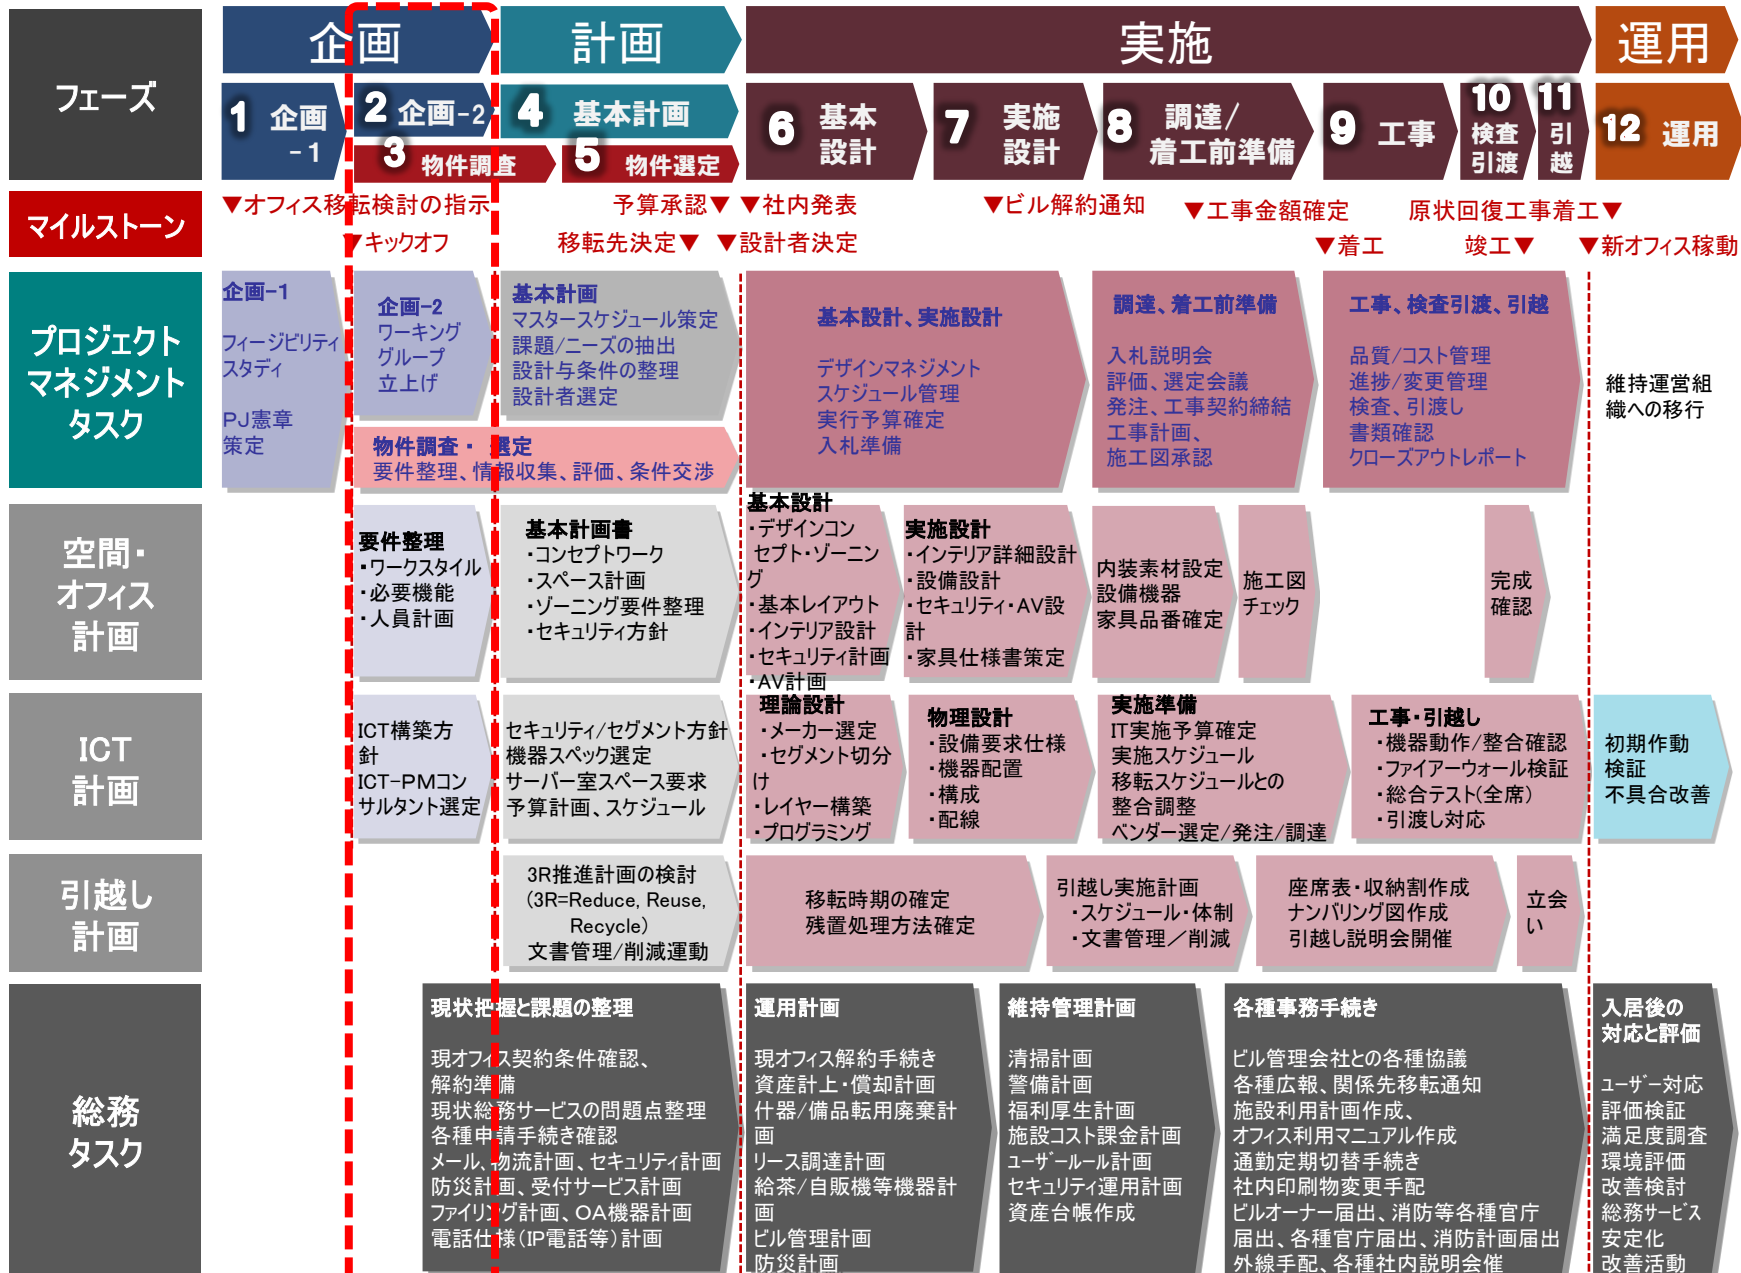 フェーズ
企画
計画
実施
運用
1 企画
-1
2 企画-2
3 物件調査
4 基本計画
5 物件選定
6 基本
設計
7 実施
設計
8 調達/
着工前準備
9 工事
10
検査
引渡
11
引
越
12 運用
マイルストーン
▼オフィス移転検討の指示
▼キックオフ
予算承認▼
移転先決定▼
▼社内発表
▼設計者決定
▼ビル解約通知
▼工事金額確定
▼着工
原状回復工事着工▼
竣工▼
▼新オフィス稼動
プロジェクト
マネジメント
タスク
企画-1
フィージビリティ
スタディ
PJ憲章
策定
企画-2
ワーキング
グループ
立上げ
基本計画
マスタースケジュール策定
課題/ニーズの抽出
設計与条件の整理
設計者選定
物件調査・ 選定
要件整理、情報収集、評価、条件交渉
基本設計、実施設計
デザインマネジメント
スケジュール管理
実行予算確定
入札準備
調達、着工前準備
入札説明会
評価、選定会議
発注、工事契約締結
工事計画、
施工図承認
工事、検査引渡、引越
品質/コスト管理
進捗/変更管理
検査、引渡し
書類確認
クローズアウトレポート
維持運営組
織への移行
空間・
オフィス
計画
要件整理
・ワークスタイル
・必要機能
・人員計画
基本計画書
・コンセプトワーク
・スペース計画
・ゾーニング要件整理
・セキュリティ方針
基本設計
・デザインコン
セプト・ゾーニン
グ
・基本レイアウト
・インテリア設計
・セキュリティ計画
・AV計画
実施設計
・インテリア詳細設計
・設備設計
・セキュリティ・AV設
計
・家具仕様書策定
内装素材設定
設備機器
家具品番確定
施工図
チェック
完成
確認
ICT
計画
ICT構築方
針
ICT-PMコン
サルタント選定
セキュリティ/セグメント方針
機器スペック選定
サーバー室スペース要求
予算計画、スケジュール
理論設計
・メーカー選定
・セグメント切分
け
・レイヤー構築
・プログラミング
物理設計
・設備要求仕様
・機器配置
・構成
・配線
実施準備
IT実施予算確定
実施スケジュール
移転スケジュールとの
整合調整
ベンダー選定/発注/調達
工事・引越し
・機器動作/整合確認
・ファイアーウォール検証
・総合テスト(全席)
・引渡し対応
初期作動
検証
不具合改善
引越し
計画
3R推進計画の検討
(3R=Reduce, Reuse,
Recycle)
文書管理/削減運動
移転時期の確定
残置処理方法確定
引越し実施計画
・スケジュール・体制
・文書管理／削減
座席表・収納割作成
ナンバリング図作成
引越し説明会開催
立会
い
総務
タスク
現状把握と課題の整理
現オフィス契約条件確認、
解約準備
現状総務サービスの問題点整理
各種申請手続き確認
メール、物流計画、セキュリティ計画
防災計画、受付サービス計画
ファイリング計画、OA機器計画
電話仕様(IP電話等)計画
運用計画
現オフィス解約手続き
資産計上・償却計画
什器/備品転用廃棄計
画
リース調達計画
給茶/自販機等機器計
画
ビル管理計画
防災計画
維持管理計画
清掃計画
警備計画
福利厚生計画
施設コスト課金計画
ユーザールール計画
セキュリティ運用計画
資産台帳作成
各種事務手続き
ビル管理会社との各種協議
各種広報、関係先移転通知
施設利用計画作成、
オフィス利用マニュアル作成
通勤定期切替手続き
社内印刷物変更手配
ビルオーナー届出、消防等各種官庁
届出、各種官庁届出、消防計画届出
外線手配、各種社内説明会催
入居後の
対応と評価
ユーザー対応
評価検証
満足度調査
環境評価
改善検討
総務サービス
安定化
改善活動